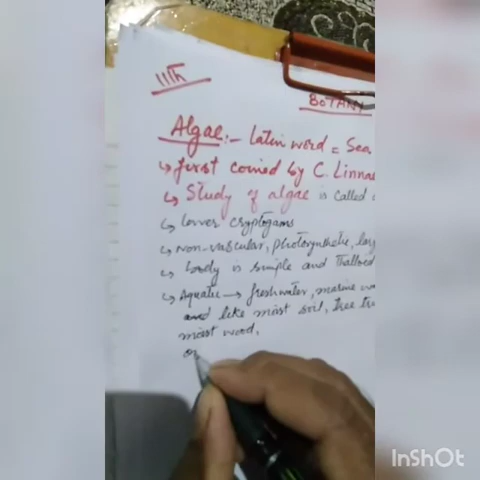 11th
BOTANY
Algae:- Latin word = Sea
↳ first coined by C. Linnae
↳ Study of algae is called
↳ Lower cryptogams
↳ Non-vascular, photosynthetic,
↳ body is simple and Thalloid
↳ Aquatic → freshwater, marine
and like moist soil, tree
moist wood,
InShOt